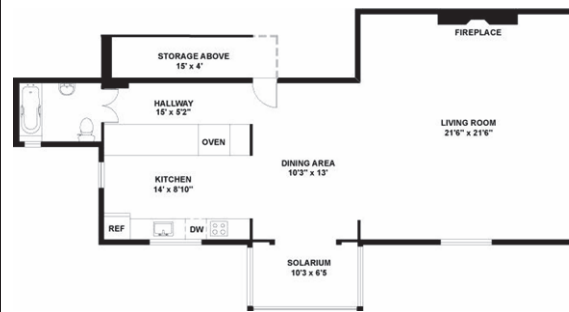 FIREPLACE
STORAGE ABOVE
15' x 4'
HALLWAY
15' x 5'2"
LIVING ROOM
21'6" x 21'6"
OVEN
DINING AREA
10'3" x 13'
KITCHEN
14' x 8'10"
REF
DW
SOLARIUM
10'3 x 6'5